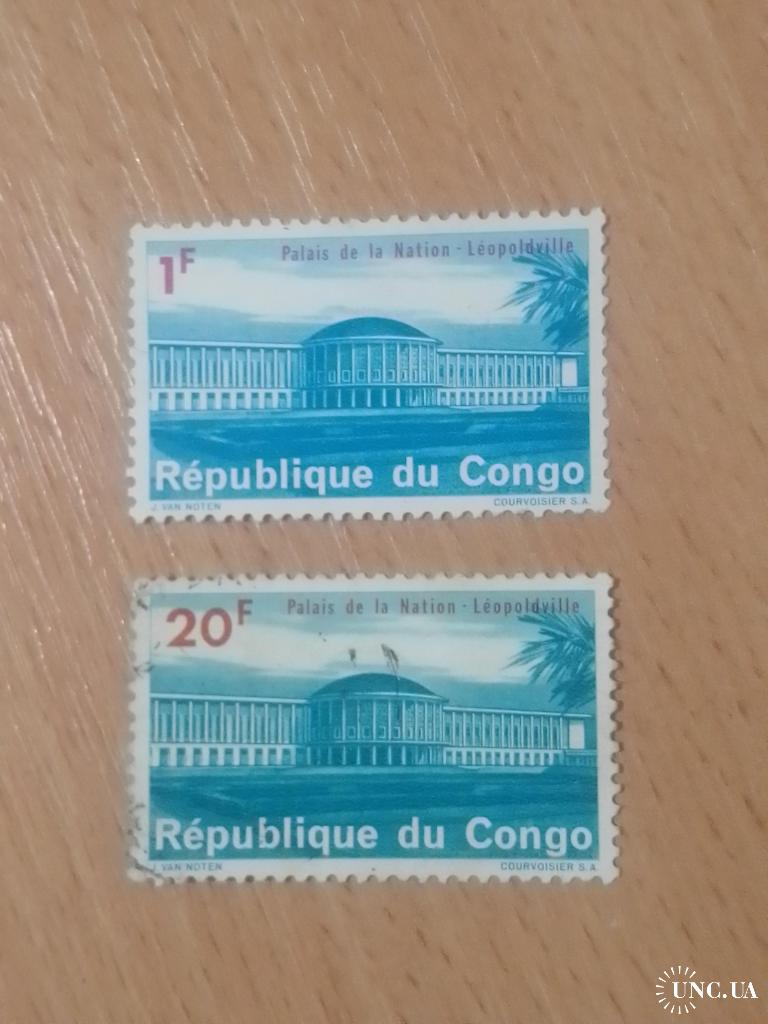 1F
Palais de la Nation - Léopoldville
République du Congo
J. VAN NOTEN
COURVOISIER S.A.
20F
Palais de la Nation - Léopoldville
République du Congo
J. VAN NOTEN
COURVOISIER S.A.
UNC.UA